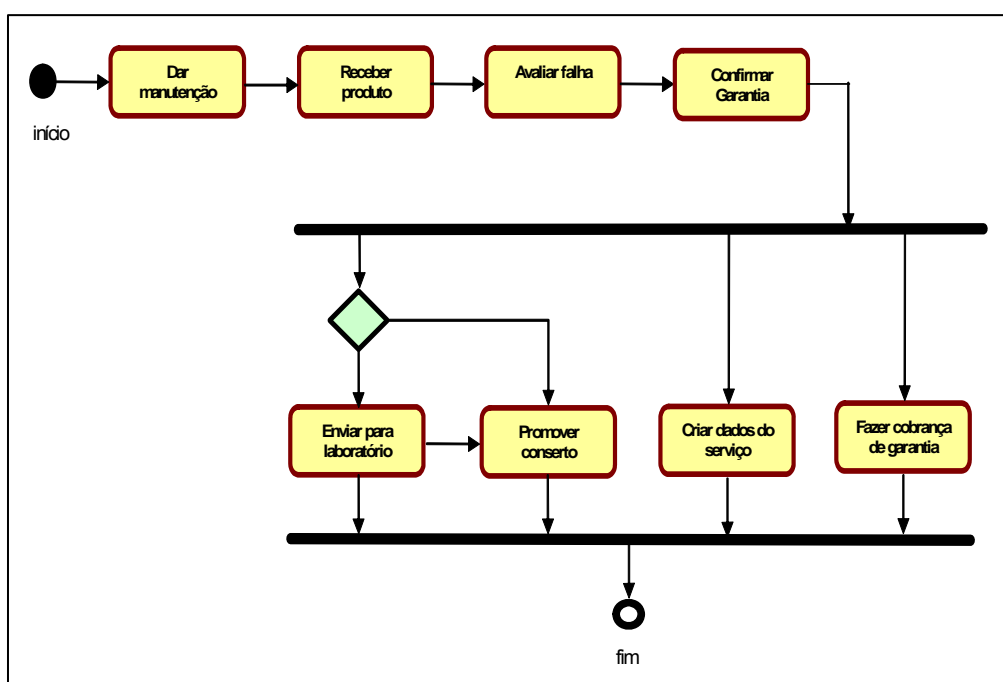 Dar
manutenção
Receber
produto
Avaliar falha
Confirmar
Garantia
início
Enviar para
laboratório
Promover
conserto
Criar dados do
serviço
Fazer cobrança
de garantia
fim